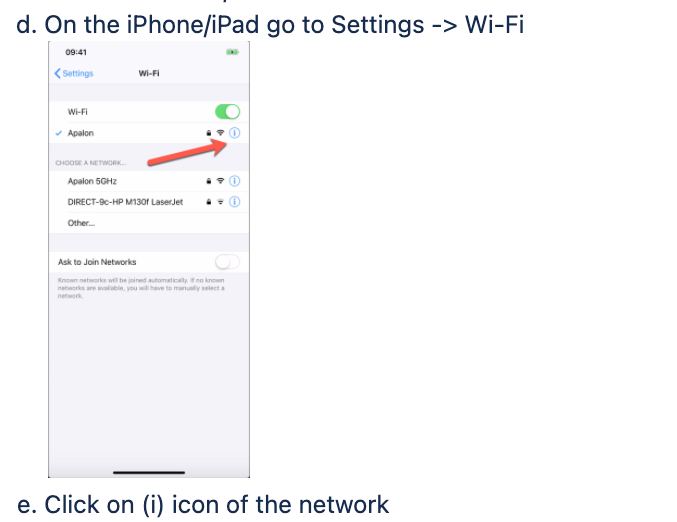 d. On the iPhone/iPad go to Settings -> Wi-Fi
09:41
Settings
Wi-Fi
Wi-Fi
Apalon
CHOOSE A NETWORK...
Apalon 5GHz
DIRECT-9c-HP M130f LaserJet
Other...
Ask to Join Networks
Known networks will be joined automatically. If no known
networks are available, you will have to manually select a
network.
e. Click on (i) icon of the network